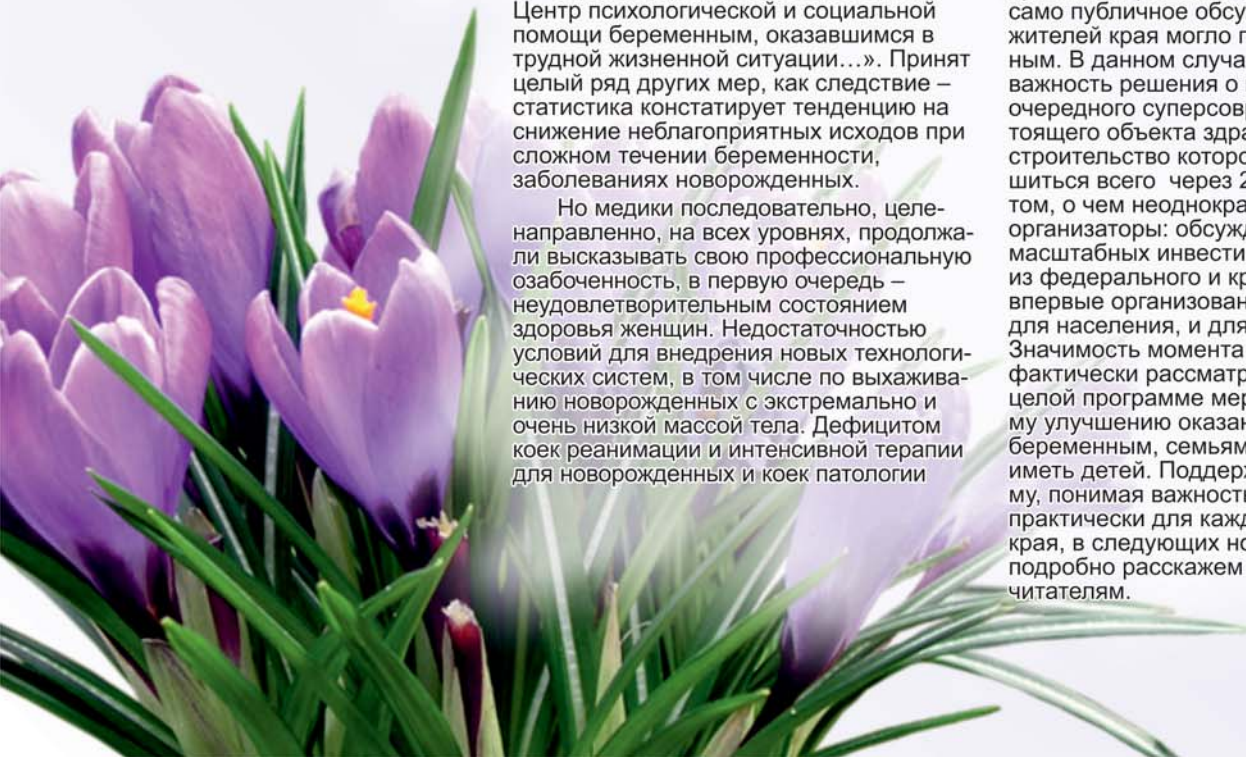 Центр психологической и социальной
помощи беременным, оказавшимся в
трудной жизненной ситуации…». Принят
целый ряд других мер, как следствие –
статистика констатирует тенденцию на
снижение неблагоприятных исходов при
сложном течении беременности,
заболеваниях новорожденных.
Но медики последовательно, целе-
направленно, на всех уровнях, продолжа-
ли высказывать свою профессиональную
озабоченность, в первую очередь –
неудовлетворительным состоянием
здоровья женщин. Недостаточностью
условий для внедрения новых технологи-
ческих систем, в том числе по выхажива-
нию новорожденных с экстремально и
очень низкой массой тела. Дефицитом
коек реанимации и интенсивной терапии
для новорожденных и коек патологии
само публичное обсу
жителей края могло п
ным. В данном случа
важность решения о
очередного суперсов
тоящего объекта здра
строительство которо
шиться всего через 2
том, о чем неоднокра
организаторы: обсужд
масштабных инвести
из федерального и кр
впервые организован
для населения, и для
Значимость момента
фактически рассматр
целой программе мер
му улучшению оказан
беременным, семьям
иметь детей. Поддерж
му, понимая важность
практически для кажд
края, в следующих но
подробно расскажем
читателям.